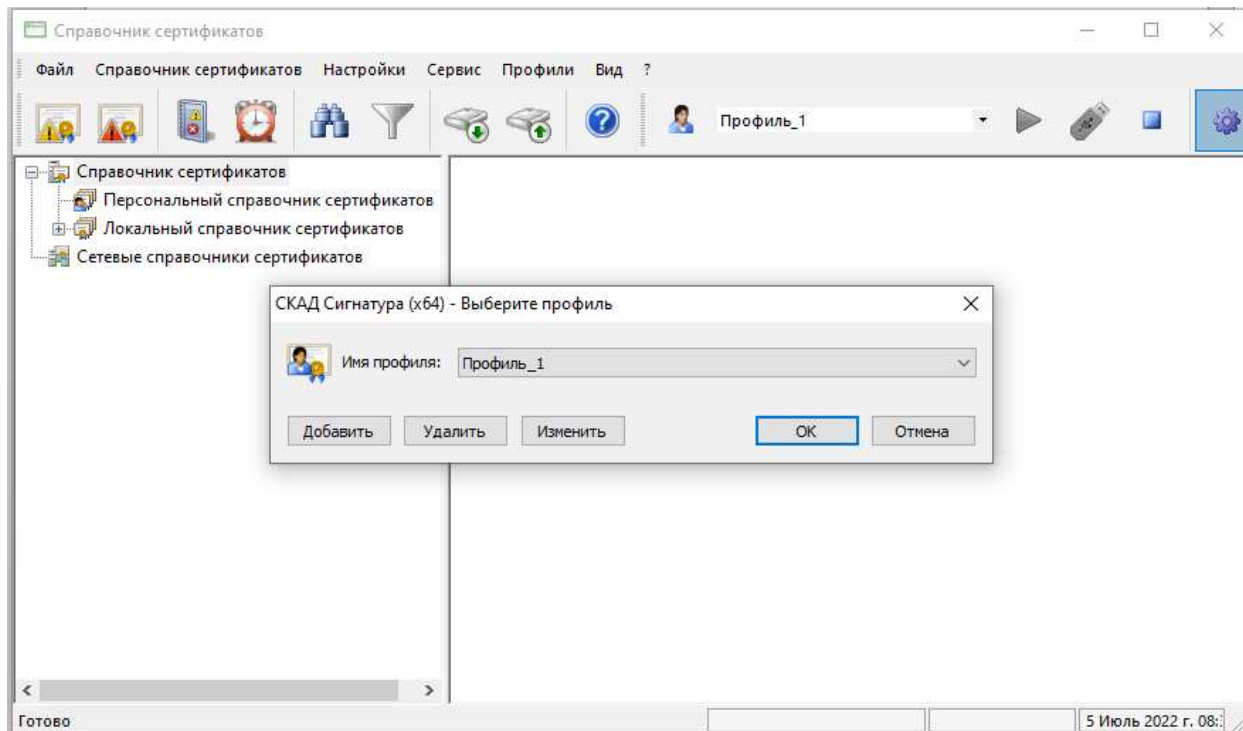 Справочник сертификатов
Файл Справочник сертификатов Настройки Сервис Профили Вид ?
Профиль_1
Справочник сертификатов
Персональный справочник сертификатов
Локальный справочник сертификатов
Сетевые справочники сертификатов
СКАД Сигнатура (x64) - Выберите профиль
Имя профиля: Профиль_1
Добавить Удалить Изменить ОК Отмена
Готово 5 Июль 2022 г. 08: